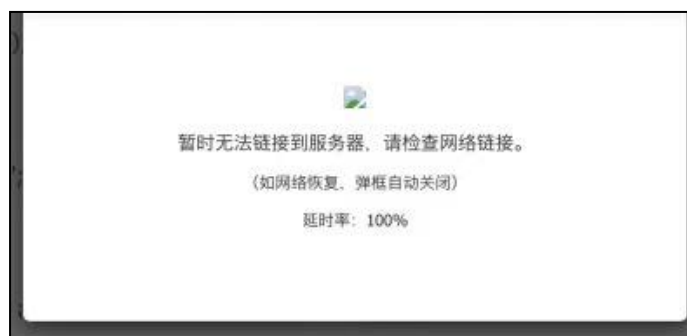 暂时无法链接到服务器、请检查网络链接。
（如网络恢复、弹框自动关闭）
延时率：100%